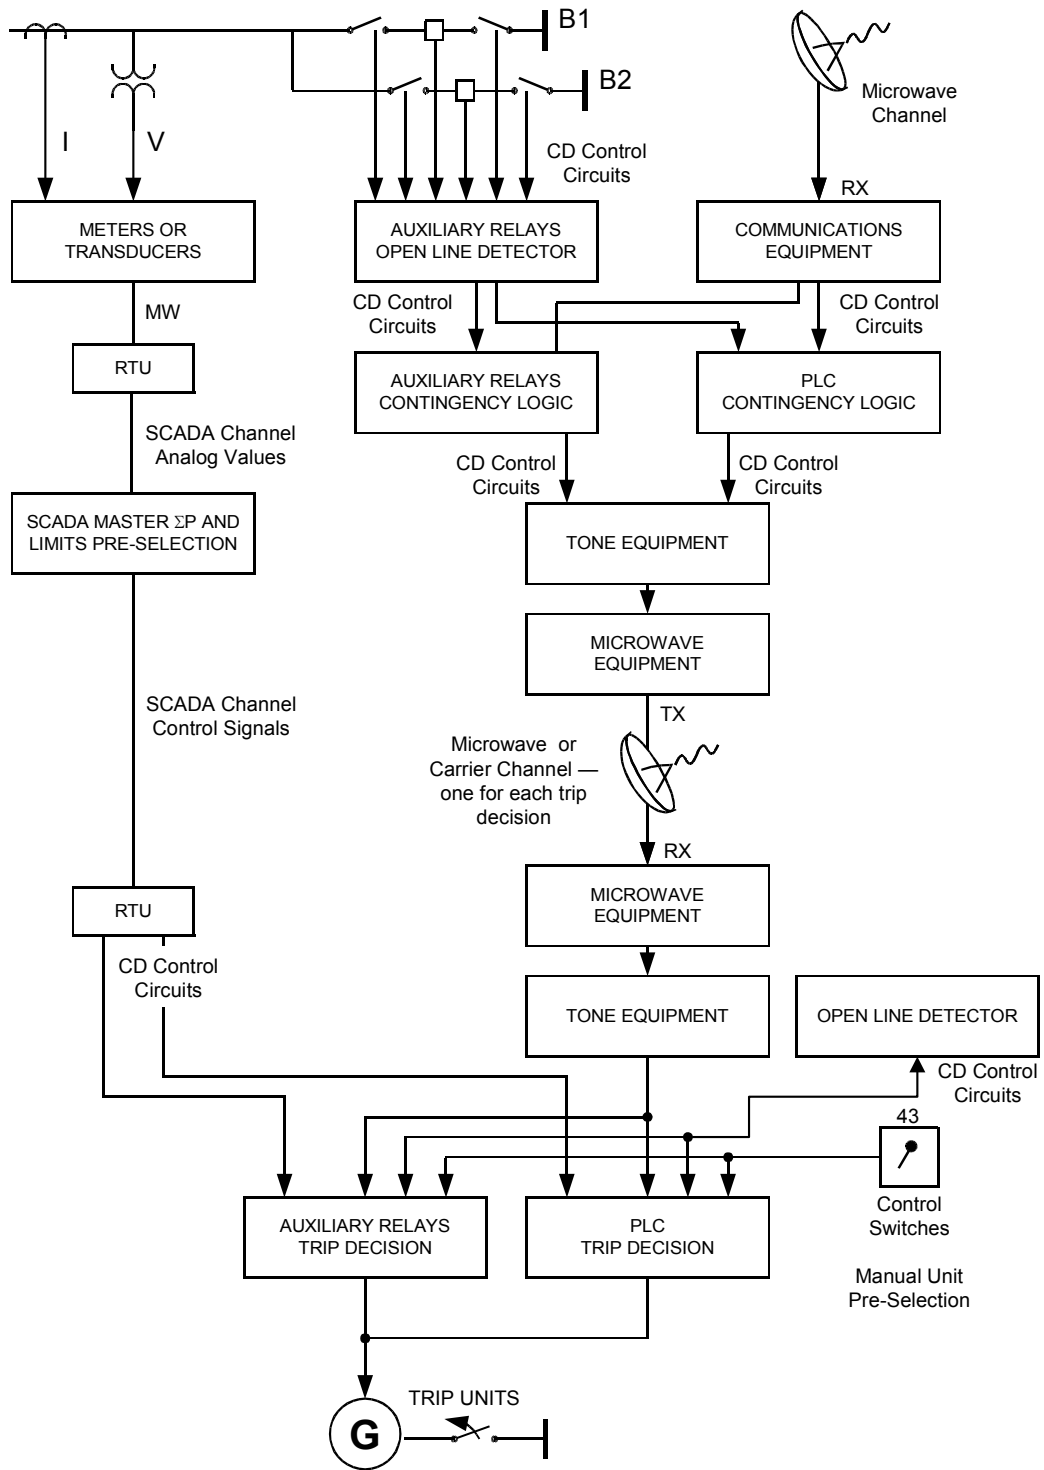 B1
B2
Microwave
Channel
I
V
CD Control
Circuits
RX
METERS OR
TRANSDUCERS
AUXILIARY RELAYS
OPEN LINE DETECTOR
COMMUNICATIONS
EQUIPMENT
MW
CD Control
Circuits
CD Control
Circuits
RTU
AUXILIARY RELAYS
CONTINGENCY LOGIC
PLC
CONTINGENCY LOGIC
SCADA Channel
Analog Values
CD Control
Circuits
CD Control
Circuits
SCADA MASTER ΣP AND
LIMITS PRE-SELECTION
TONE EQUIPMENT
MICROWAVE
EQUIPMENT
SCADA Channel
Control Signals
TX
Microwave or
Carrier Channel —
one for each trip
decision
RX
MICROWAVE
EQUIPMENT
RTU
CD Control
Circuits
TONE EQUIPMENT
OPEN LINE DETECTOR
CD Control
Circuits
43
Control
Switches
AUXILIARY RELAYS
TRIP DECISION
PLC
TRIP DECISION
Manual Unit
Pre-Selection
TRIP UNITS
G